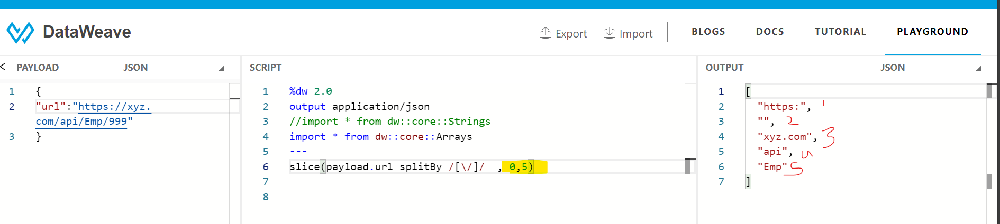 DataWeave
Export Import BLOGS DOCS TUTORIAL PLAYGROUND
< PAYLOAD JSON
1 {
2 "url":"https://xyz.
com/api/Emp/999"
3 }
SCRIPT
1 %dw 2.0
2 output application/json
3 //import * from dw::core::Strings
4 import * from dw::core::Arrays
5 ---
6 slice(payload.url splitBy /[\/]/  , 0,5)
7
8
OUTPUT JSON
1 [
2 "https:", 1
3 "", 2
4 "xyz.com", 3
5 "api", 4
6 "Emp" 5
7 ]